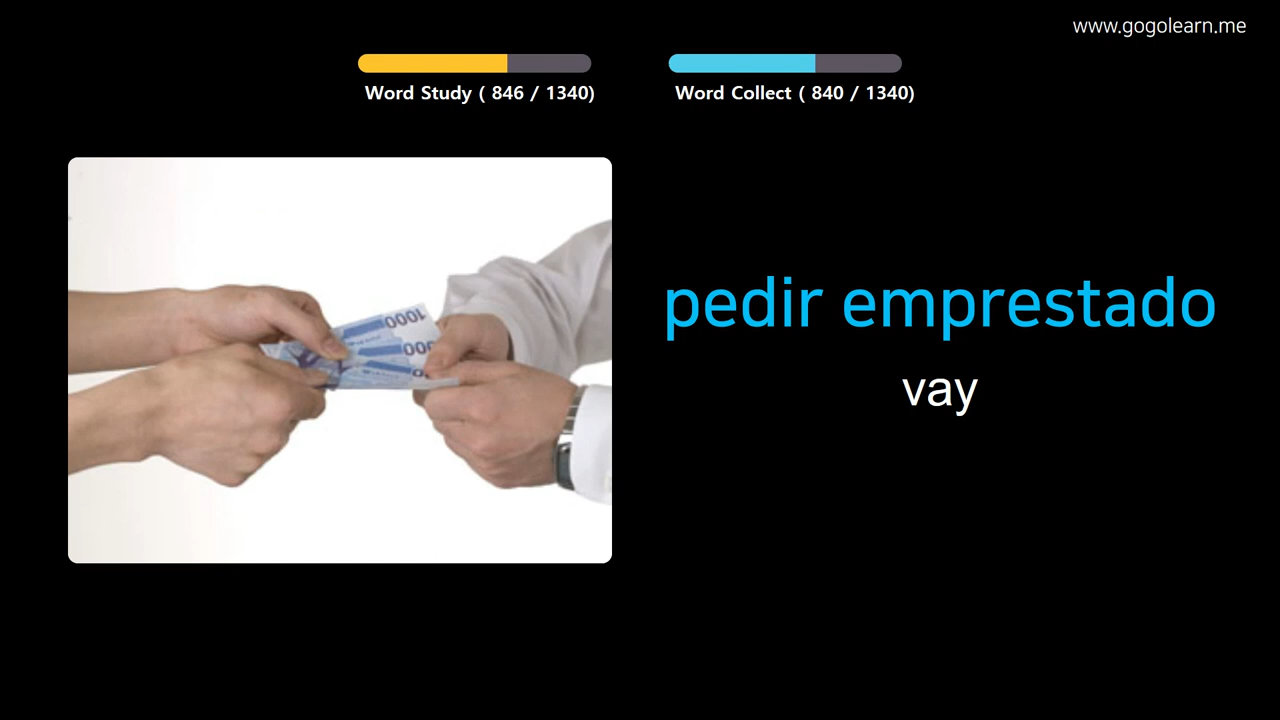 www.gogolearn.me
Word Study ( 846 / 1340)
Word Collect ( 840 / 1340)
pedir emprestado
vay
1000